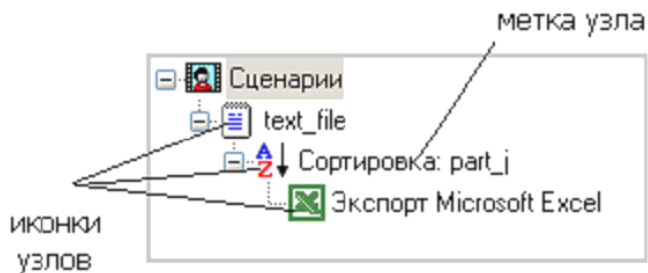 метка узла
Сценарии
text_file
Сортировка: part_j
Экспорт Microsoft Excel
иконки
узлов